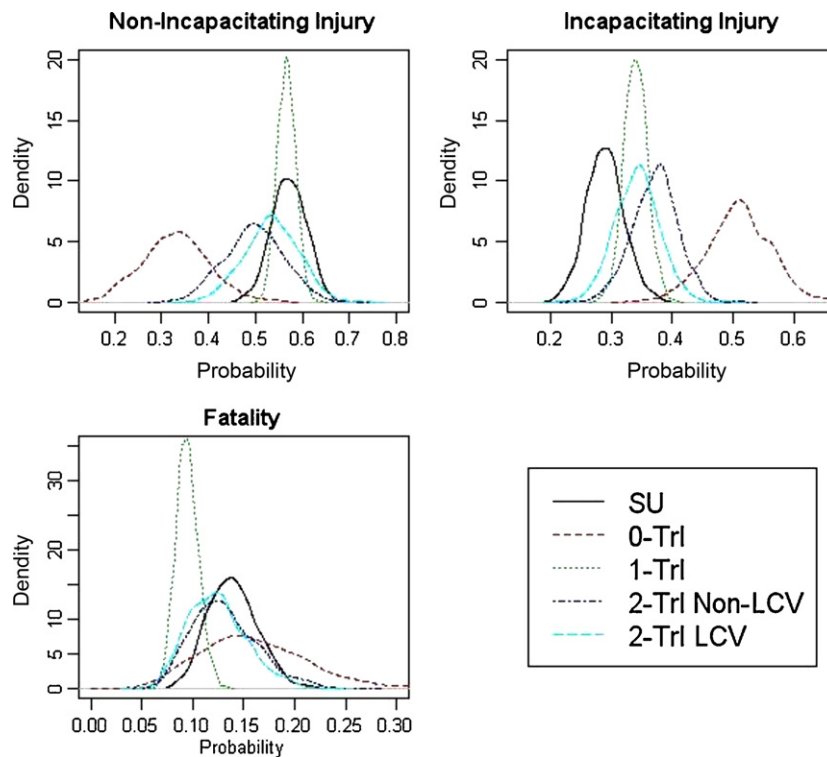 Non-Incapacitating Injury
Dendity
20
15
10
5
0
0.2 0.3 0.4 0.5 0.6 0.7 0.8
Probability
Incapacitating Injury
Dendity
20
15
10
5
0
0.2 0.3 0.4 0.5 0.6
Probability
Fatality
Dendity
30
20
10
5
0
0.00 0.05 0.10 0.15 0.20 0.25 0.30
Probability
SU
0-Trl
1-Trl
2-Trl Non-LCV
2-Trl LCV